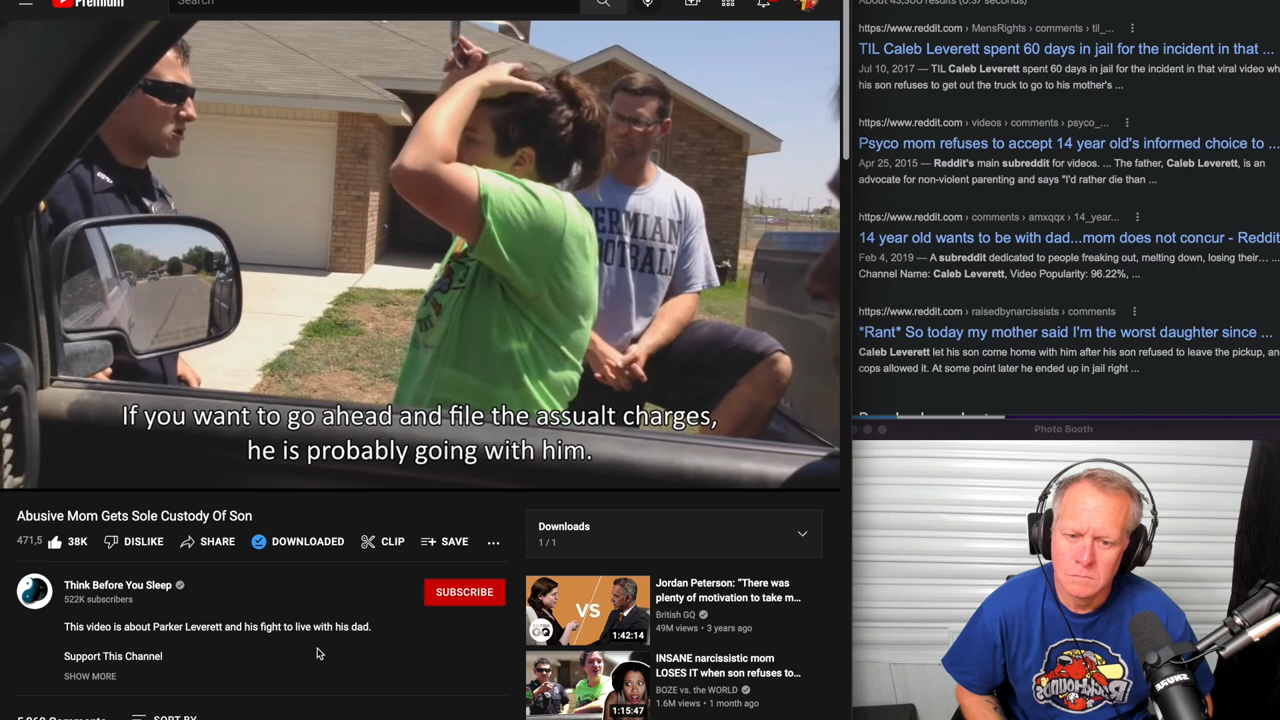 Premium
Search
PERMIAN
FOOTBALL
If you want to go ahead and file the assualt charges,
he is probably going with him.
Abusive Mom Gets Sole Custody Of Son
471,5 38K DISLIKE SHARE DOWNLOADED CLIP SAVE ...
Think Before You Sleep
522K subscribers
SUBSCRIBE
This video is about Parker Leverett and his fight to live with his dad.
Support This Channel
SHOW MORE
SORT BY
Downloads
1 / 1
VS
1:42:14
Jordan Peterson: “There was
plenty of motivation to take m...
British GQ
49M views • 3 years ago
1:15:47
INSANE narcissistic mom
LOSES IT when son refuses to...
BOZE vs. the WORLD
1.6M views • 1 month ago
https://www.reddit.com › MensRights › comments › til_...
TIL Caleb Leverett spent 60 days in jail for the incident in that ...
Jul 10, 2017 — TIL Caleb Leverett spent 60 days in jail for the incident in that viral video wh
his son refuses to get out the truck to go to his mother's ...
https://www.reddit.com › videos › comments › psyco_...
Psyco mom refuses to accept 14 year old's informed choice to ...
Apr 25, 2015 — Reddit's main subreddit for videos. ... The father, Caleb Leverett, is an
advocate for non-violent parenting and says "I'd rather die than ...
https://www.reddit.com › comments › amxqqx › 14_year...
14 year old wants to be with dad...mom does not concur - Reddit
Feb 4, 2019 — A subreddit dedicated to people freaking out, melting down, losing their... ...
Channel Name: Caleb Leverett, Video Popularity: 96.22%, ...
https://www.reddit.com › raisedbynarcissists › comments
*Rant* So today my mother said I'm the worst daughter since ...
Caleb Leverett let his son come home with him after his son refused to leave the pickup, and
cops allowed it. At some point later he ended up in jail right ...
Photo Booth
ROCKHOUNDS
SHURE